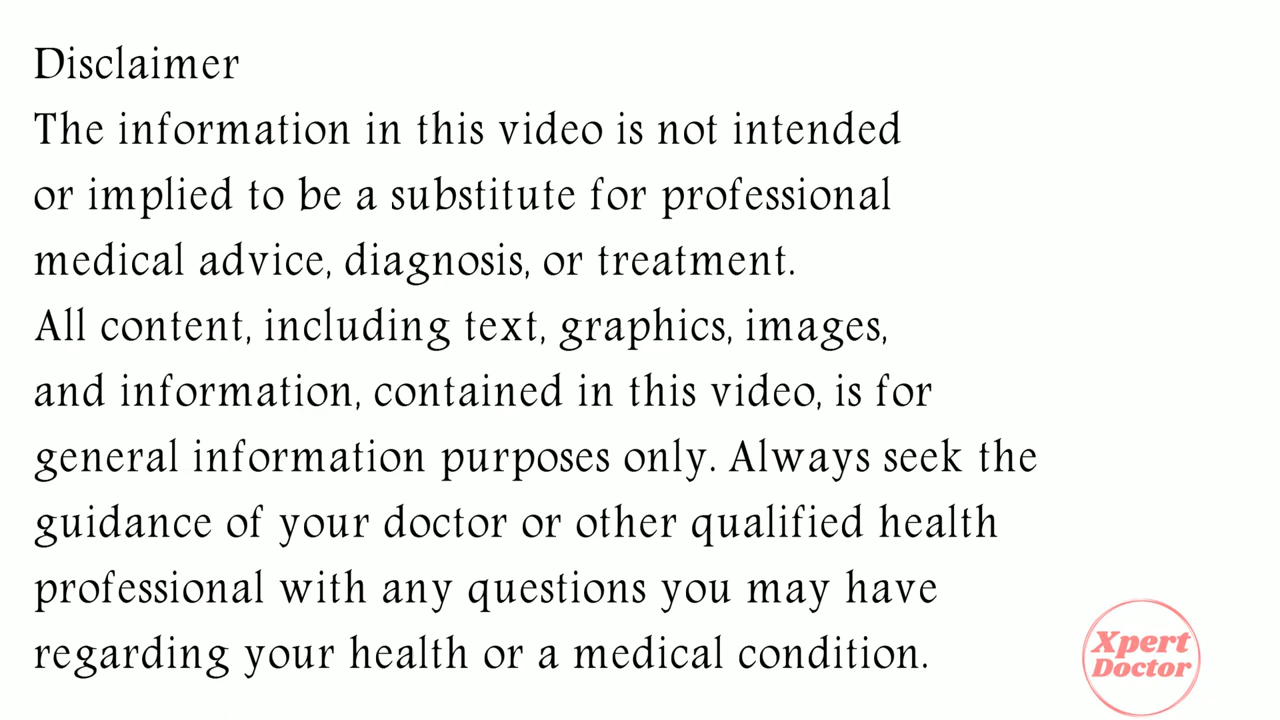 Disclaimer
The information in this video is not intended
or implied to be a substitute for professional
medical advice, diagnosis, or treatment.
All content, including text, graphics, images,
and information, contained in this video, is for
general information purposes only. Always seek the
guidance of your doctor or other qualified health
professional with any questions you may have
regarding your health or a medical condition.
Xpert
Doctor